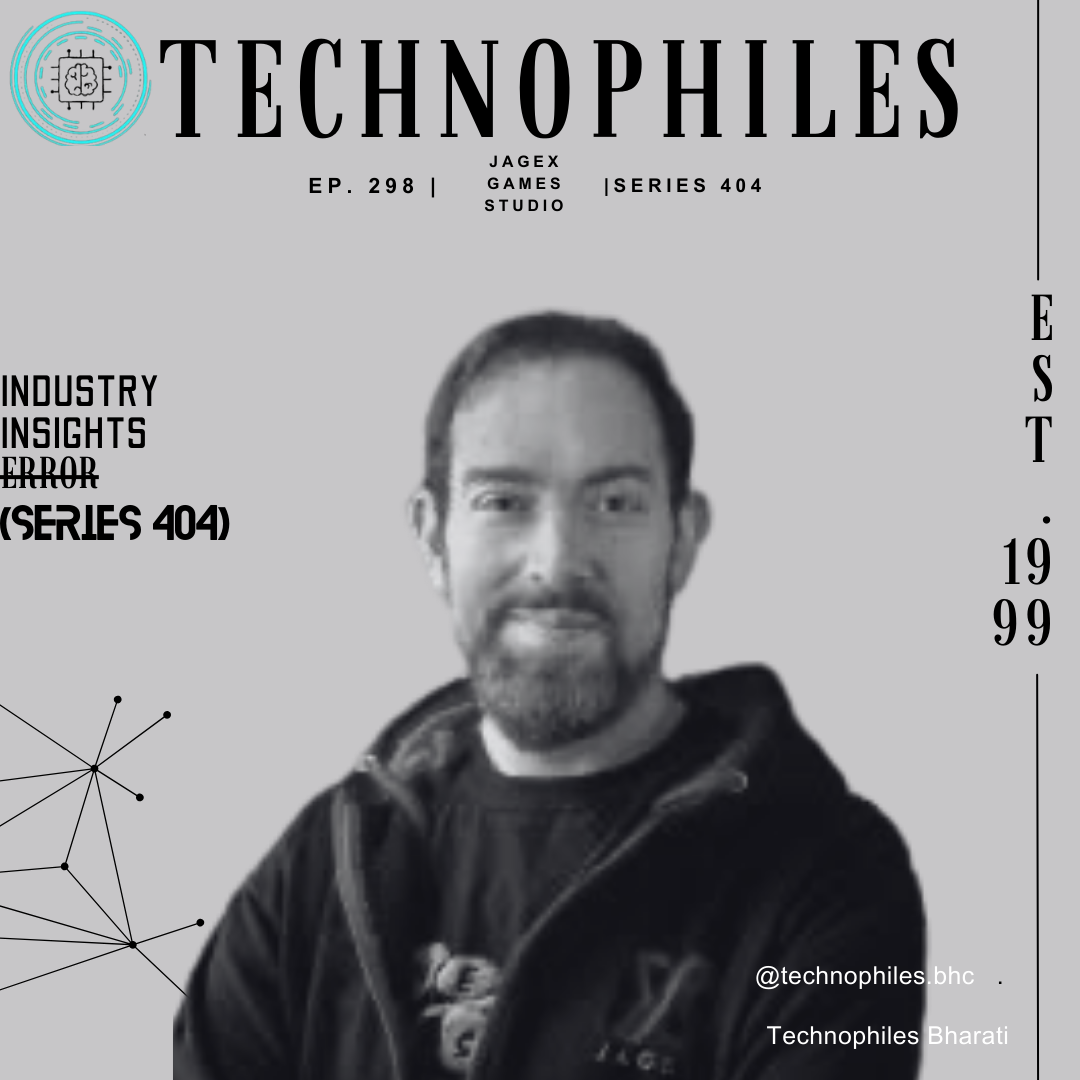 TECHNOPHILES
EP. 298 |
JAGEX
GAMES
STUDIO
|SERIES 404
INDUSTRY
INSIGHTS
ERROR
(SERIES 404)
E
S
T
.
19
99
@technophiles.bhc .
Technophiles Bharati